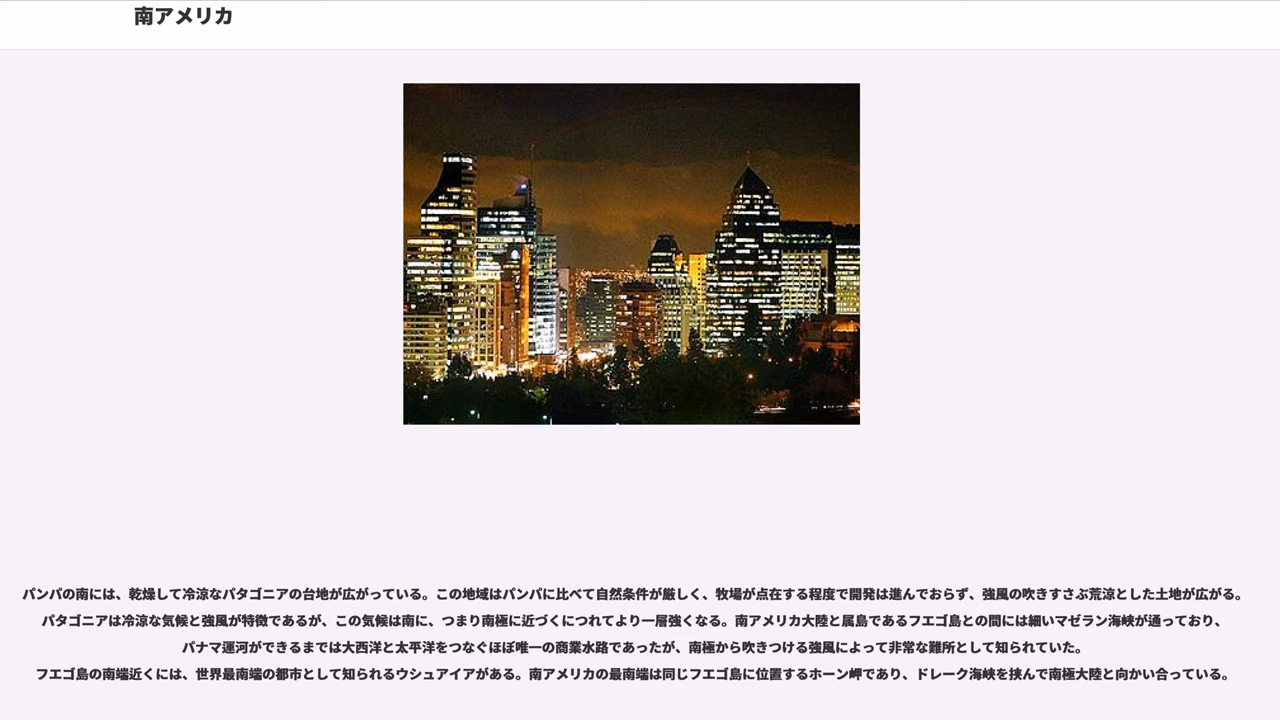 南アメリカ
パンパの南には、乾燥して冷涼なパタゴニアの台地が広がっている。この地域はパンパに比べて自然条件が厳しく、牧場が点在する程度で開発は進んでおらず、強風の吹きすさぶ荒涼とした土地が広がる。
パタゴニアは冷涼な気候と強風が特徴であるが、この気候は南に、つまり南極に近づくにつれてより一層強くなる。南アメリカ大陸と属島であるフエゴ島との間には細いマゼラン海峡が通っており、
パナマ運河ができるまでは大西洋と太平洋をつなぐほぼ唯一の商業水路であったが、南極から吹きつける強風によって非常な難所として知られていた。
フエゴ島の南端近くには、世界最南端の都市として知られるウシュアイアがある。南アメリカの最南端は同じフエゴ島に位置するホーン岬であり、ドレーク海峡を挟んで南極大陸と向かい合っている。